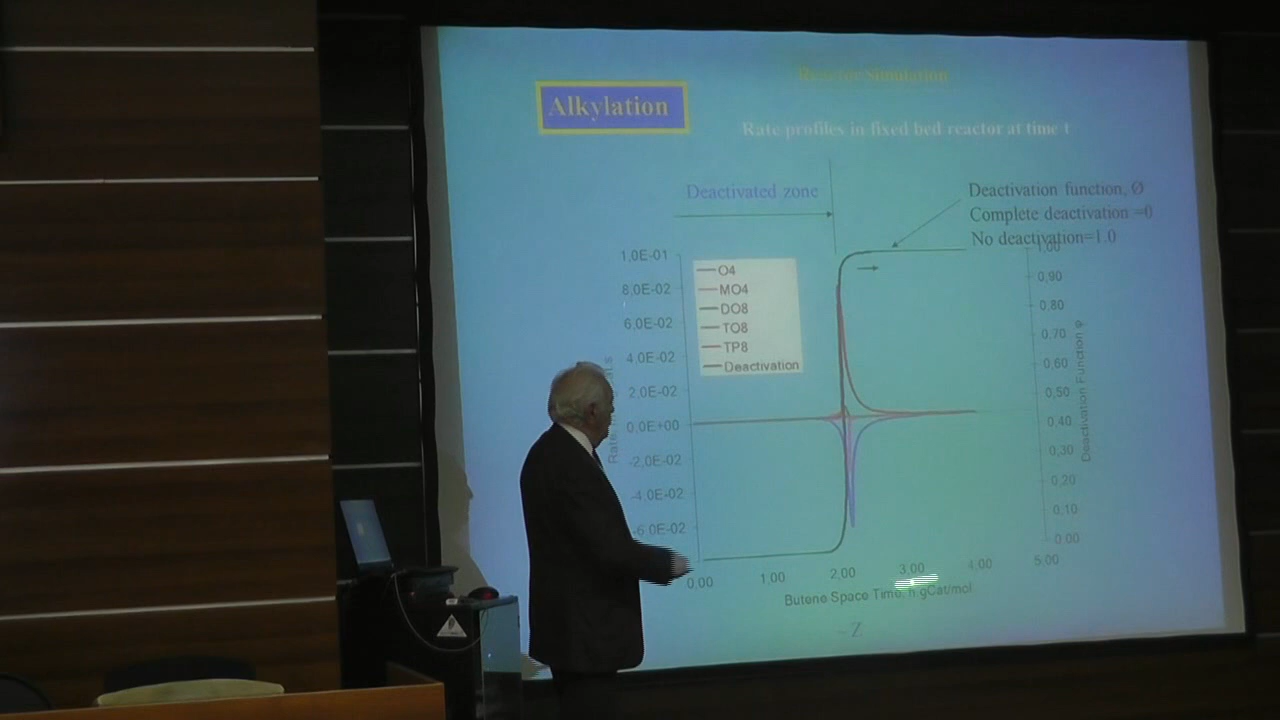 Reactor Simulation
Alkylation
Rate profiles in fixed bed reactor at time t
Deactivated zone
Deactivation function, Ø
Complete deactivation =0
No deactivation=1.0
1,0E-01
8,0E-02
6,0E-02
4,0E-02
2,0E-02
0,0E+00
-2,0E-02
-4,0E-02
-6,0E-02
O4
MO4
DO8
TO8
TP8
Deactivation
1,00
0,90
0,80
0,70
0,60
0,50
0,40
0,30
0,20
0,10
0,00
Deactivation Function φ
0,00 1,00 2,00 3,00 4,00 5,00
Butene Space Time, h gCat/mol
Z